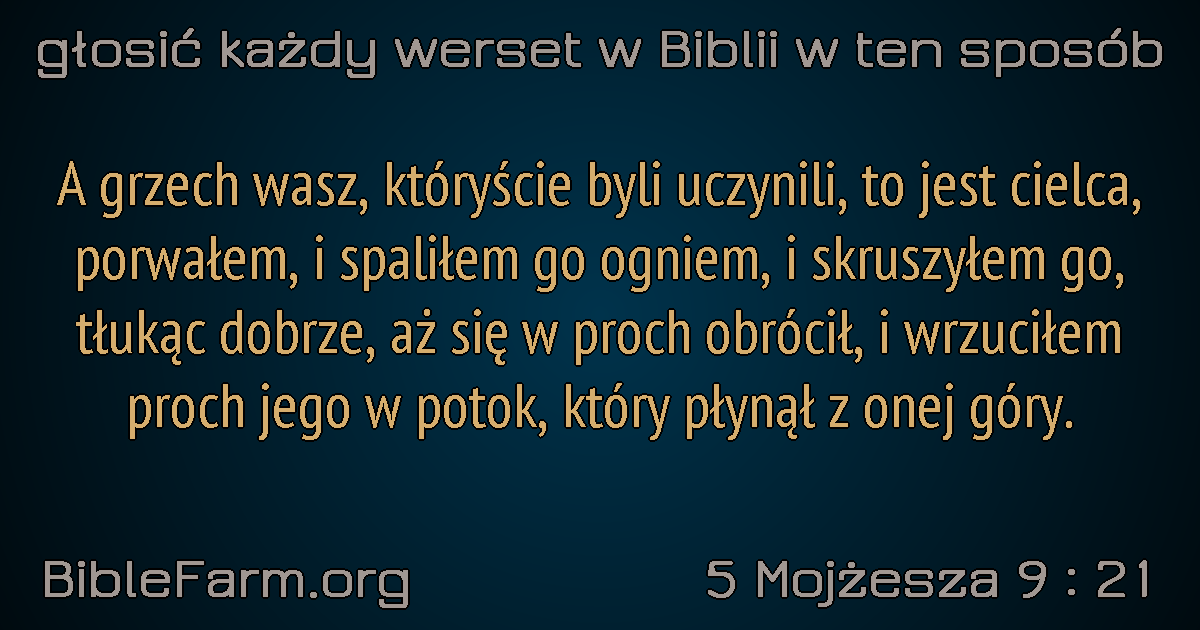 głosić każdy werset w Biblii w ten sposób
A grzech wasz, któryście byli uczynili, to jest cielca,
porwałem, i spaliłem go ogniem, i skruszyłem go,
tłukąc dobrze, aż się w proch obrócił, i wrzuciłem
proch jego w potok, który płynął z onej góry.
BibleFarm.org
5 Mojżesza 9 : 21